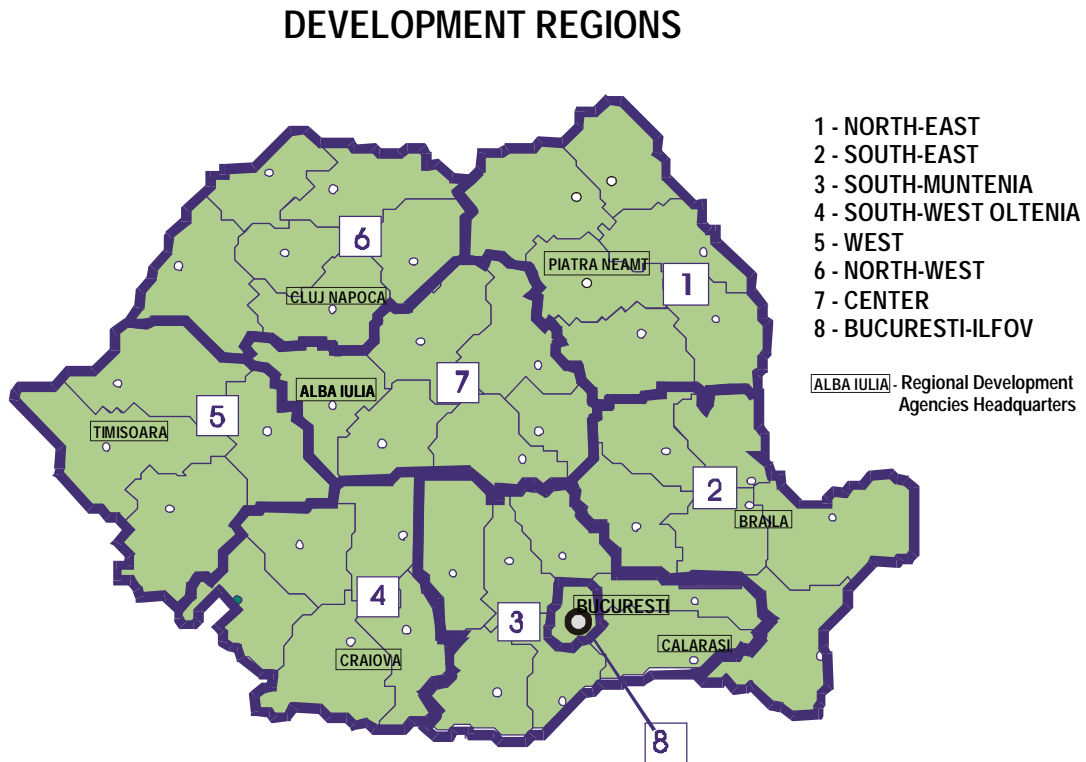 DEVELOPMENT REGIONS
1 - NORTH-EAST
2 - SOUTH-EAST
3 - SOUTH-MUNTENIA
4 - SOUTH-WEST OLTENIA
5 - WEST
6 - NORTH-WEST
7 - CENTER
8 - BUCURESTI-ILFOV
ALBA IULIA - Regional Development
Agencies Headquarters
6
PIATRA NEAMT
1
CLUJ NAPOCA
7
ALBA IULIA
5
TIMISOARA
2
BRAILA
4
BUCURESTI
3
CALARASI
CRAIOVA
8